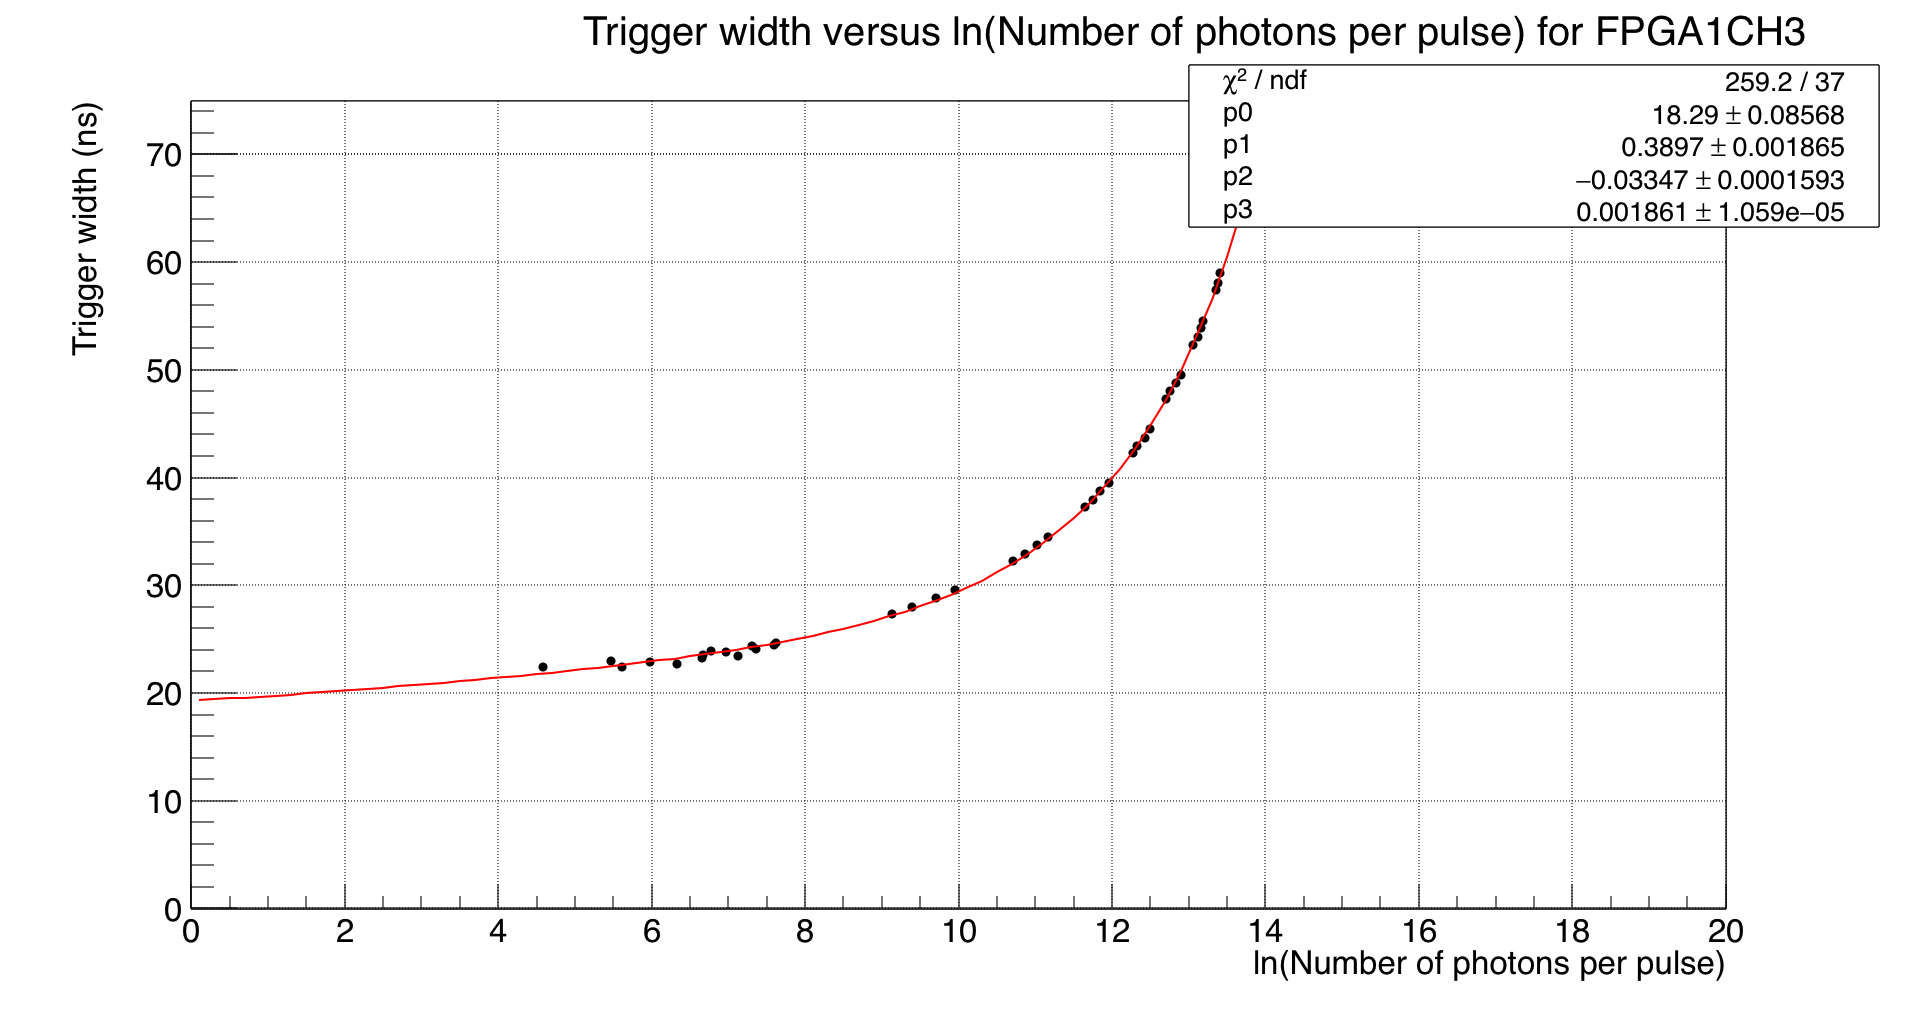 Trigger width versus ln(Number of photons per pulse) for FPGA1CH3
χ² / ndf 259.2 / 37
p0 18.29 ± 0.08568
p1 0.3897 ± 0.001865
p2 −0.03347 ± 0.0001593
p3 0.001861 ± 1.059e−05
Trigger width (ns)
70
60
50
40
30
20
10
0
0 2 4 6 8 10 12 14 16 18 20
ln(Number of photons per pulse)